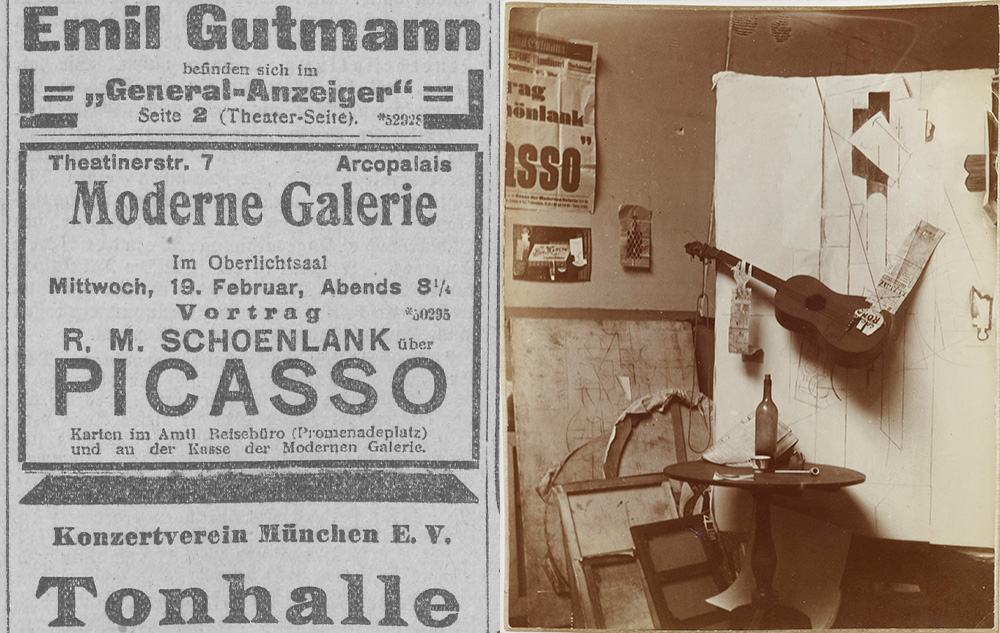 Emil Gutmann
befinden sich im
„General-Anzeiger“
Seite 2 (Theater-Seite).
Theatinerstr. 7 Arcopalais
Moderne Galerie
Im Oberlichtsaal
Mittwoch, 19. Februar, Abends 8¼
Vortrag *50295
R. M. SCHOENLANK über
PICASSO
Karten im Amtl. Reisebüro (Promenadeplatz)
und an der Kasse der Modernen Galerie.
Konzertverein München E. V.
Tonhalle
rag
hönlank
ASSO”